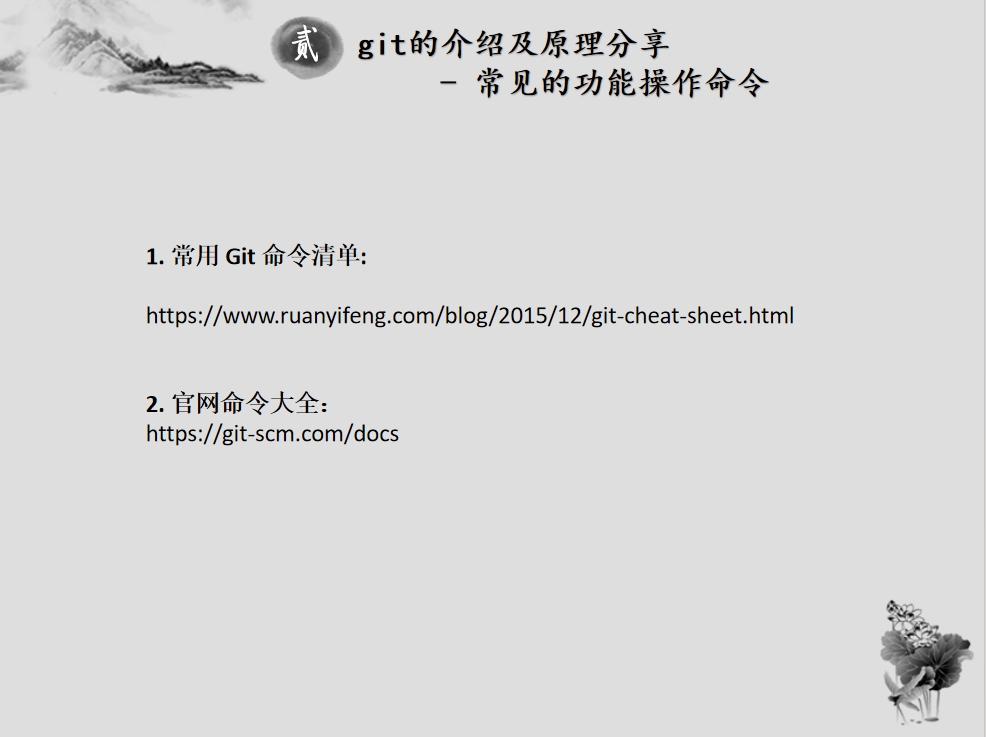 贰
git的介绍及原理分享
– 常见的功能操作命令
1. 常用 Git 命令清单:
https://www.ruanyifeng.com/blog/2015/12/git-cheat-sheet.html
2. 官网命令大全：
https://git-scm.com/docs